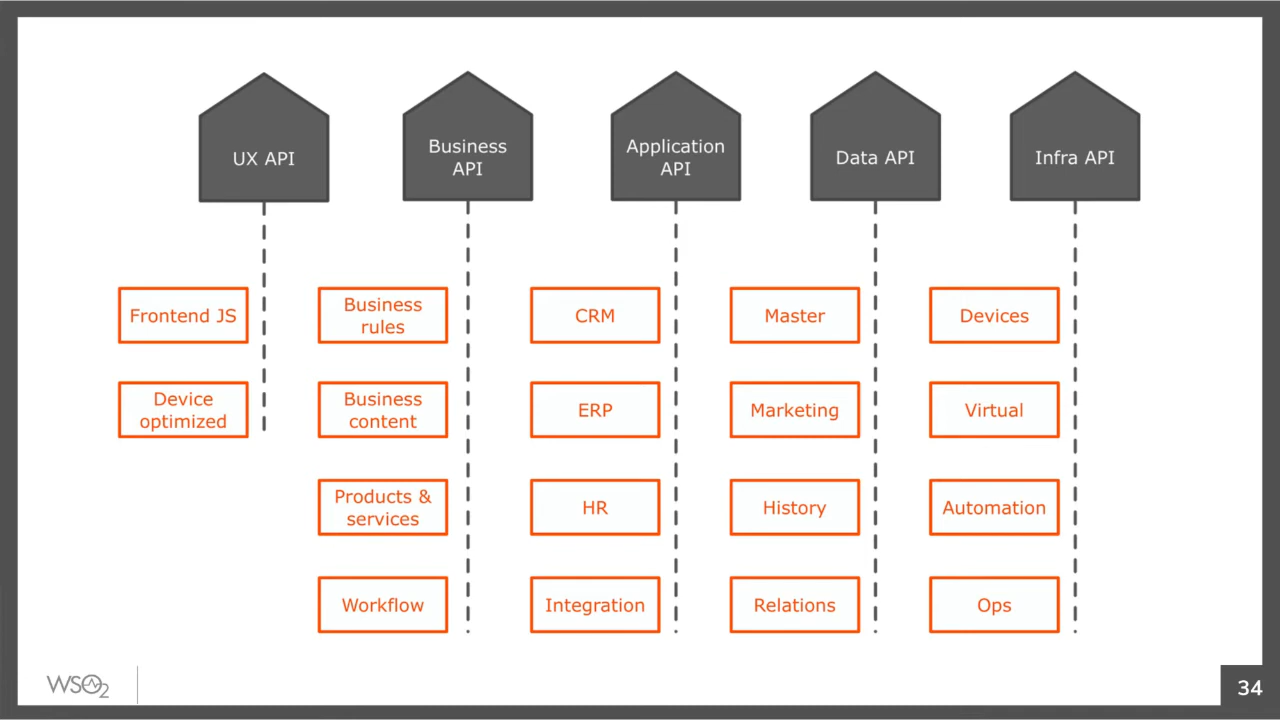 UX API
Business
API
Application
API
Data API
Infra API
Frontend JS
Business
rules
CRM
Master
Devices
Device
optimized
Business
content
ERP
Marketing
Virtual
Products &
services
HR
History
Automation
Workflow
Integration
Relations
Ops
WSO2
34